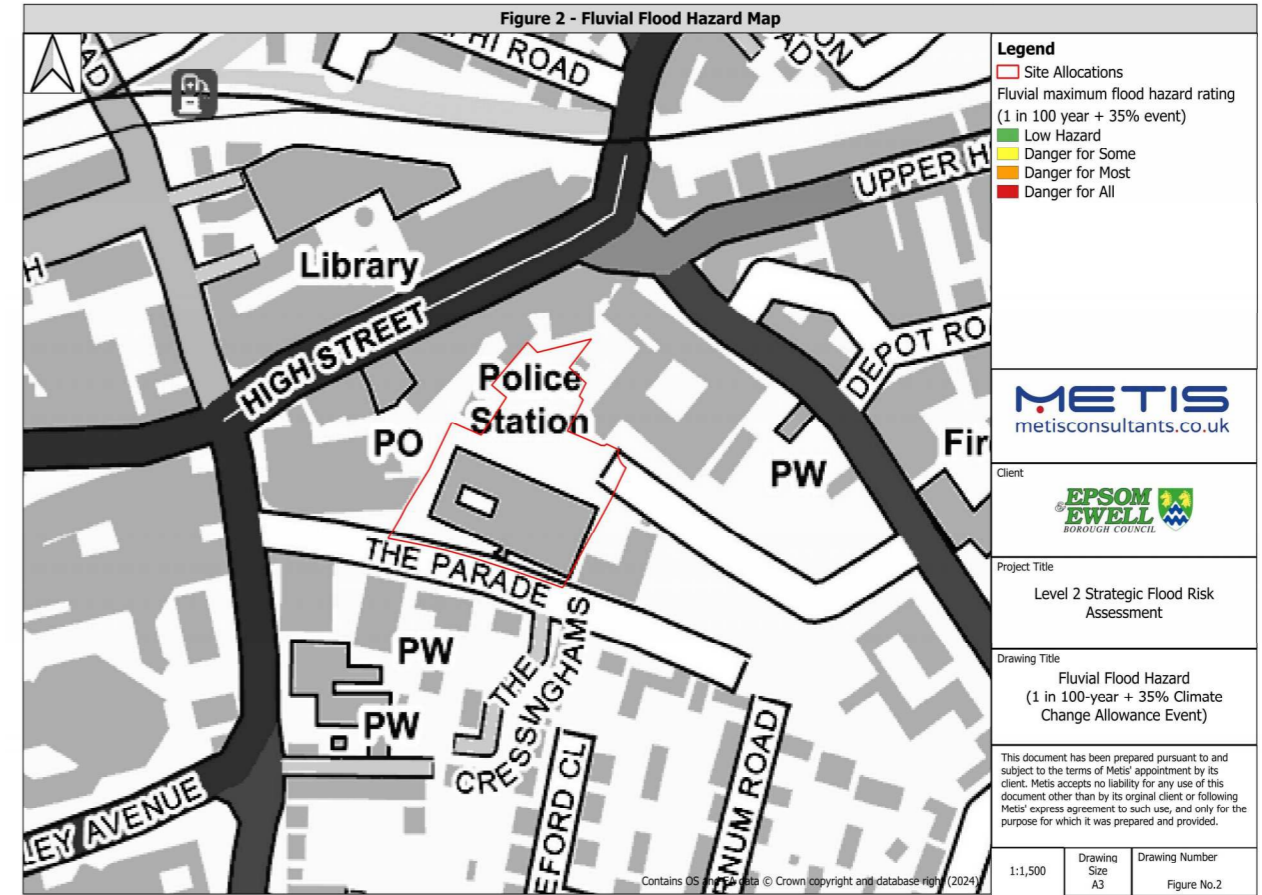 Figure 2 - Fluvial Flood Hazard Map
AD
PHI ROAD
AD
ON
AD
UPPER H
Library
H
HIGH STREET
Police
Station
DEPOT RO
PO
PW
Fir
THE PARADE
THE
CRESSINGHAMS
PW
PW
LEY AVENUE
EFORD CL
NUM ROAD
Contains OS and EA data © Crown copyright and database right (2024)
Legend
Site Allocations
Fluvial maximum flood hazard rating
(1 in 100 year + 35% event)
Low Hazard
Danger for Some
Danger for Most
Danger for All
METIS
metisconsultants.co.uk
Client
EPSOM
& EWELL
BOROUGH COUNCIL
Project Title
Level 2 Strategic Flood Risk
Assessment
Drawing Title
Fluvial Flood Hazard
(1 in 100-year + 35% Climate
Change Allowance Event)
This document has been prepared pursuant to and
subject to the terms of Metis' appointment by its
client. Metis accepts no liability for any use of this
document other than by its orginal client or following
Metis' express agreement to such use, and only for the
purpose for which it was prepared and provided.
1:1,500
Drawing
Size
A3
Drawing Number
Figure No.2